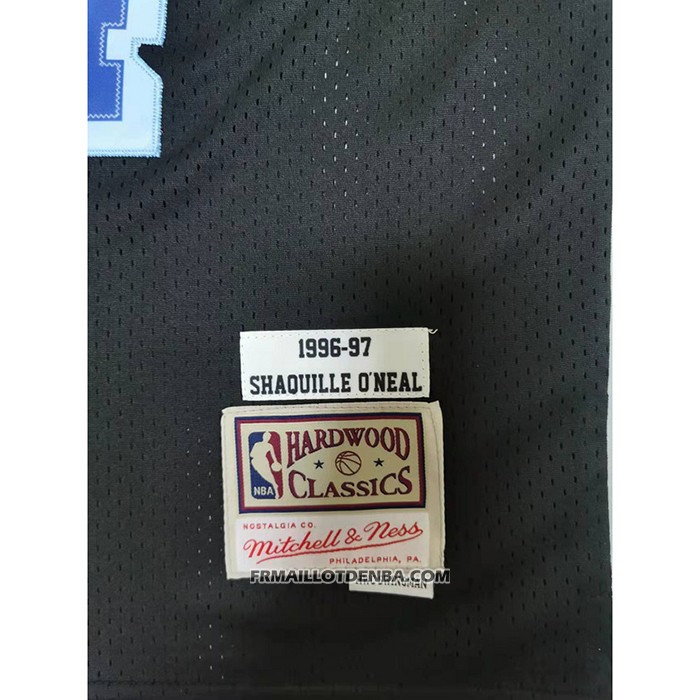 1996-97
SHAQUILLE O'NEAL
HARDWOOD
CLASSICS
NBA
NOSTALGIA CO.
Mitchell & Ness
PHILADELPHIA, PA.
FRMAILLOTDENBA.COM